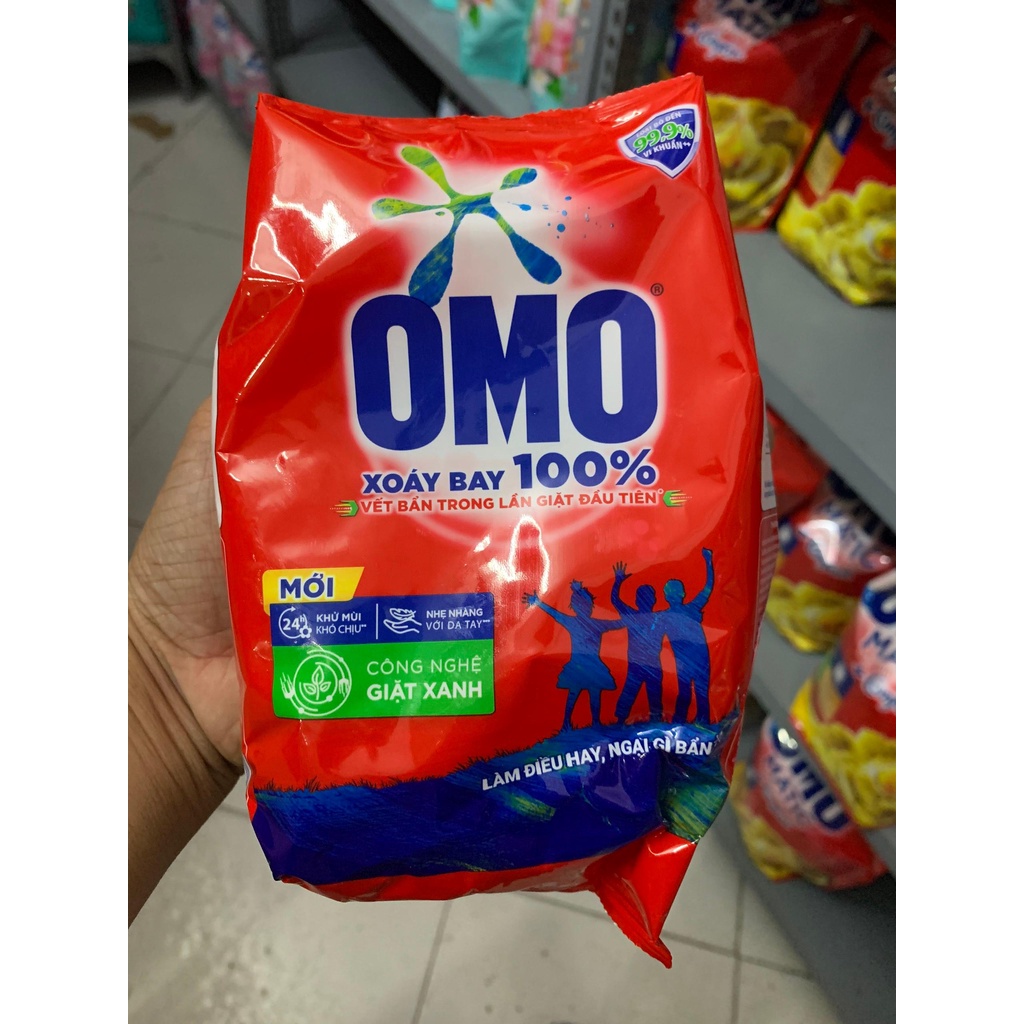 99,9%
VI KHUẨN**
OMO®
XOÁY BAY 100%
VẾT BẨN TRONG LẦN GIẶT ĐẦU TIÊN*
MỚI
24h
KHỬ MÙI
KHÓ CHỊU**
NHẸ NHÀNG
VỚI DA TAY***
CÔNG NGHỆ
GIẶT XANH
LÀM ĐIỀU HAY, NGẠI GÌ BẨN
OMO